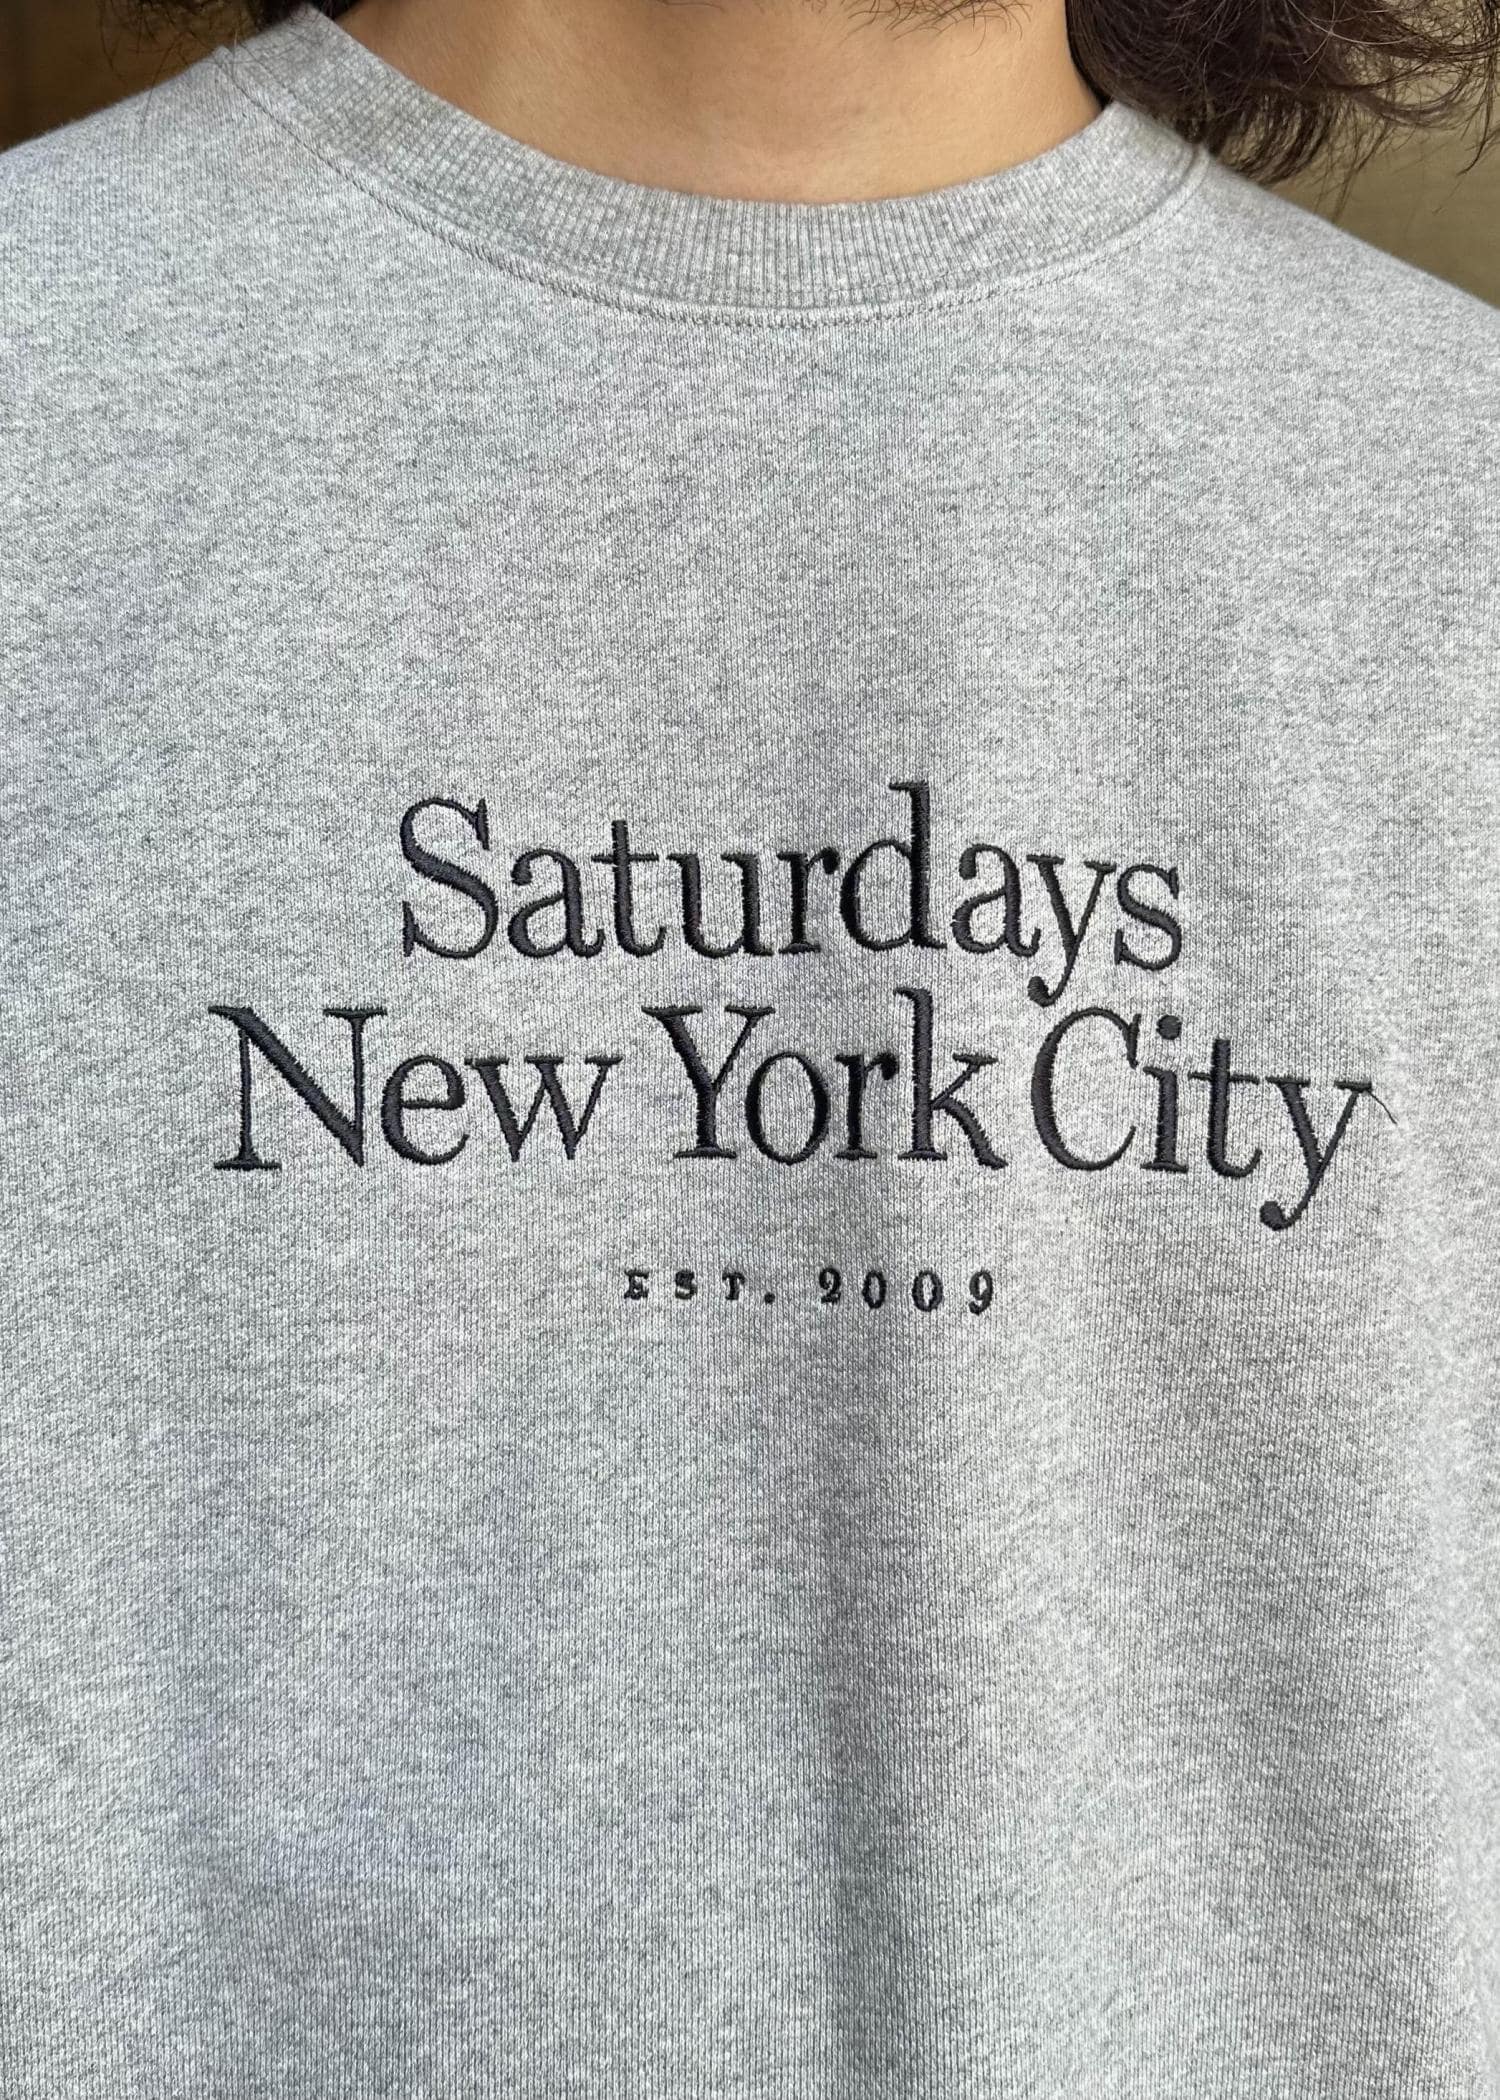 Saturdays
New York City
EST. 2009